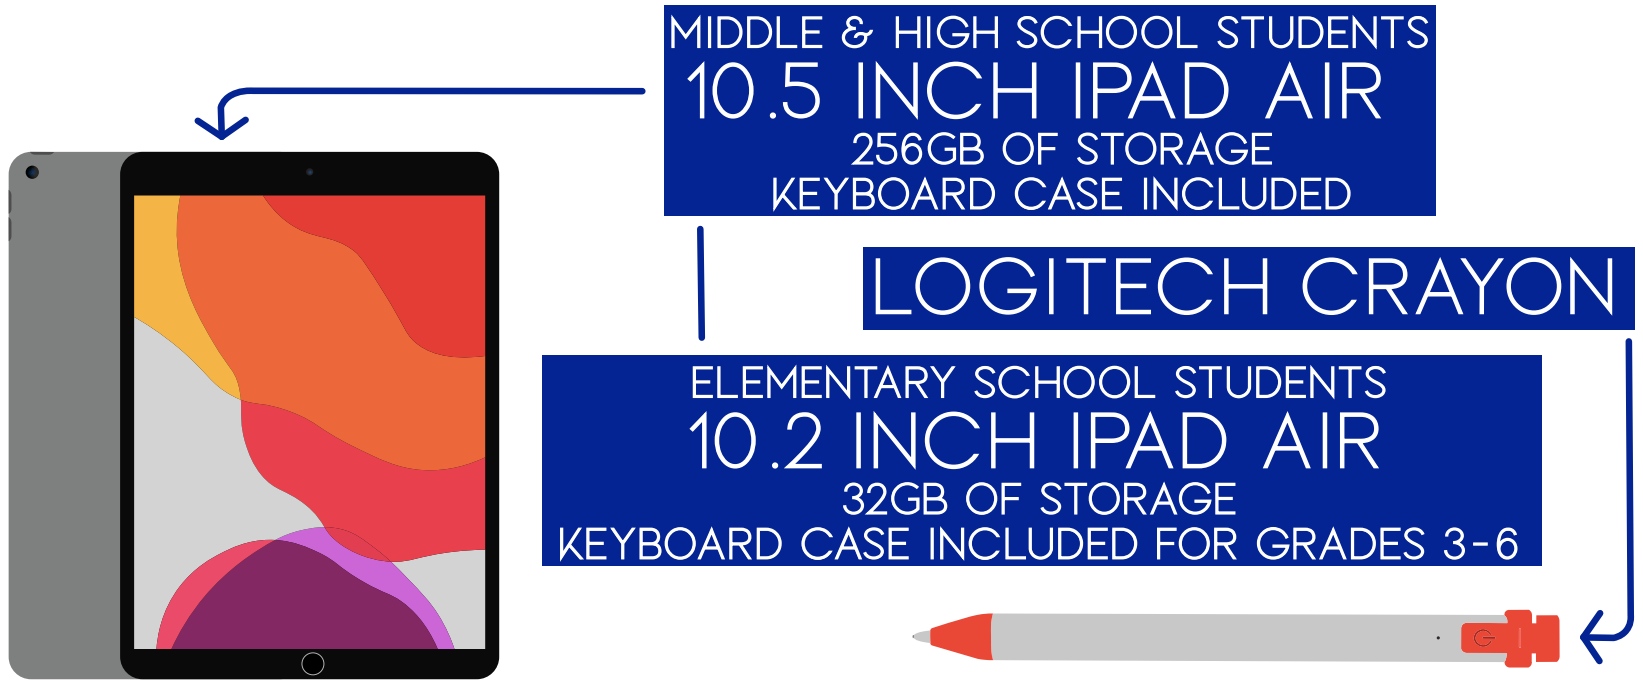 MIDDLE & HIGH SCHOOL STUDENTS
10.5 INCH IPAD AIR
256GB OF STORAGE
KEYBOARD CASE INCLUDED
LOGITECH CRAYON
ELEMENTARY SCHOOL STUDENTS
10.2 INCH IPAD AIR
32GB OF STORAGE
KEYBOARD CASE INCLUDED FOR GRADES 3-6